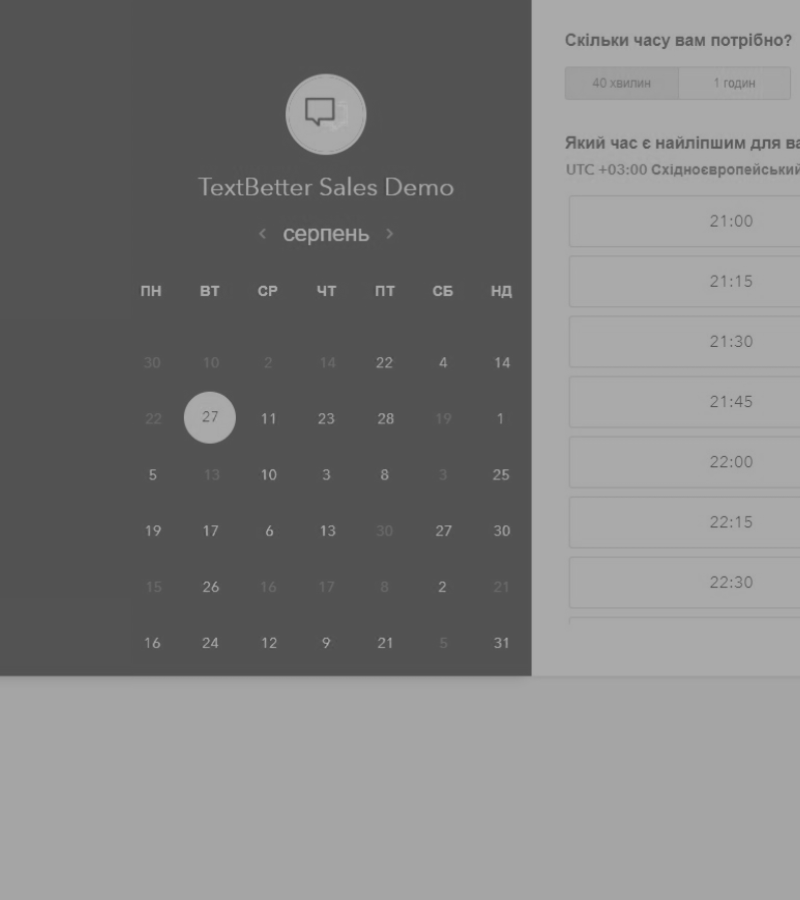 TextBetter Sales Demo
‹ серпень ›
ПН ВТ СР ЧТ ПТ СБ НД
30 10 2 14 22 4 14
22 27 11 23 28 19 1
5 13 10 3 8 3 25
19 17 6 13 30 27 30
15 26 16 17 8 2 21
16 24 12 9 21 5 31
Скільки часу вам потрібно?
40 хвилин 1 годин
Який час є найліпшим для ва
UTC +03:00 Східноєвропейський
21:00
21:15
21:30
21:45
22:00
22:15
22:30